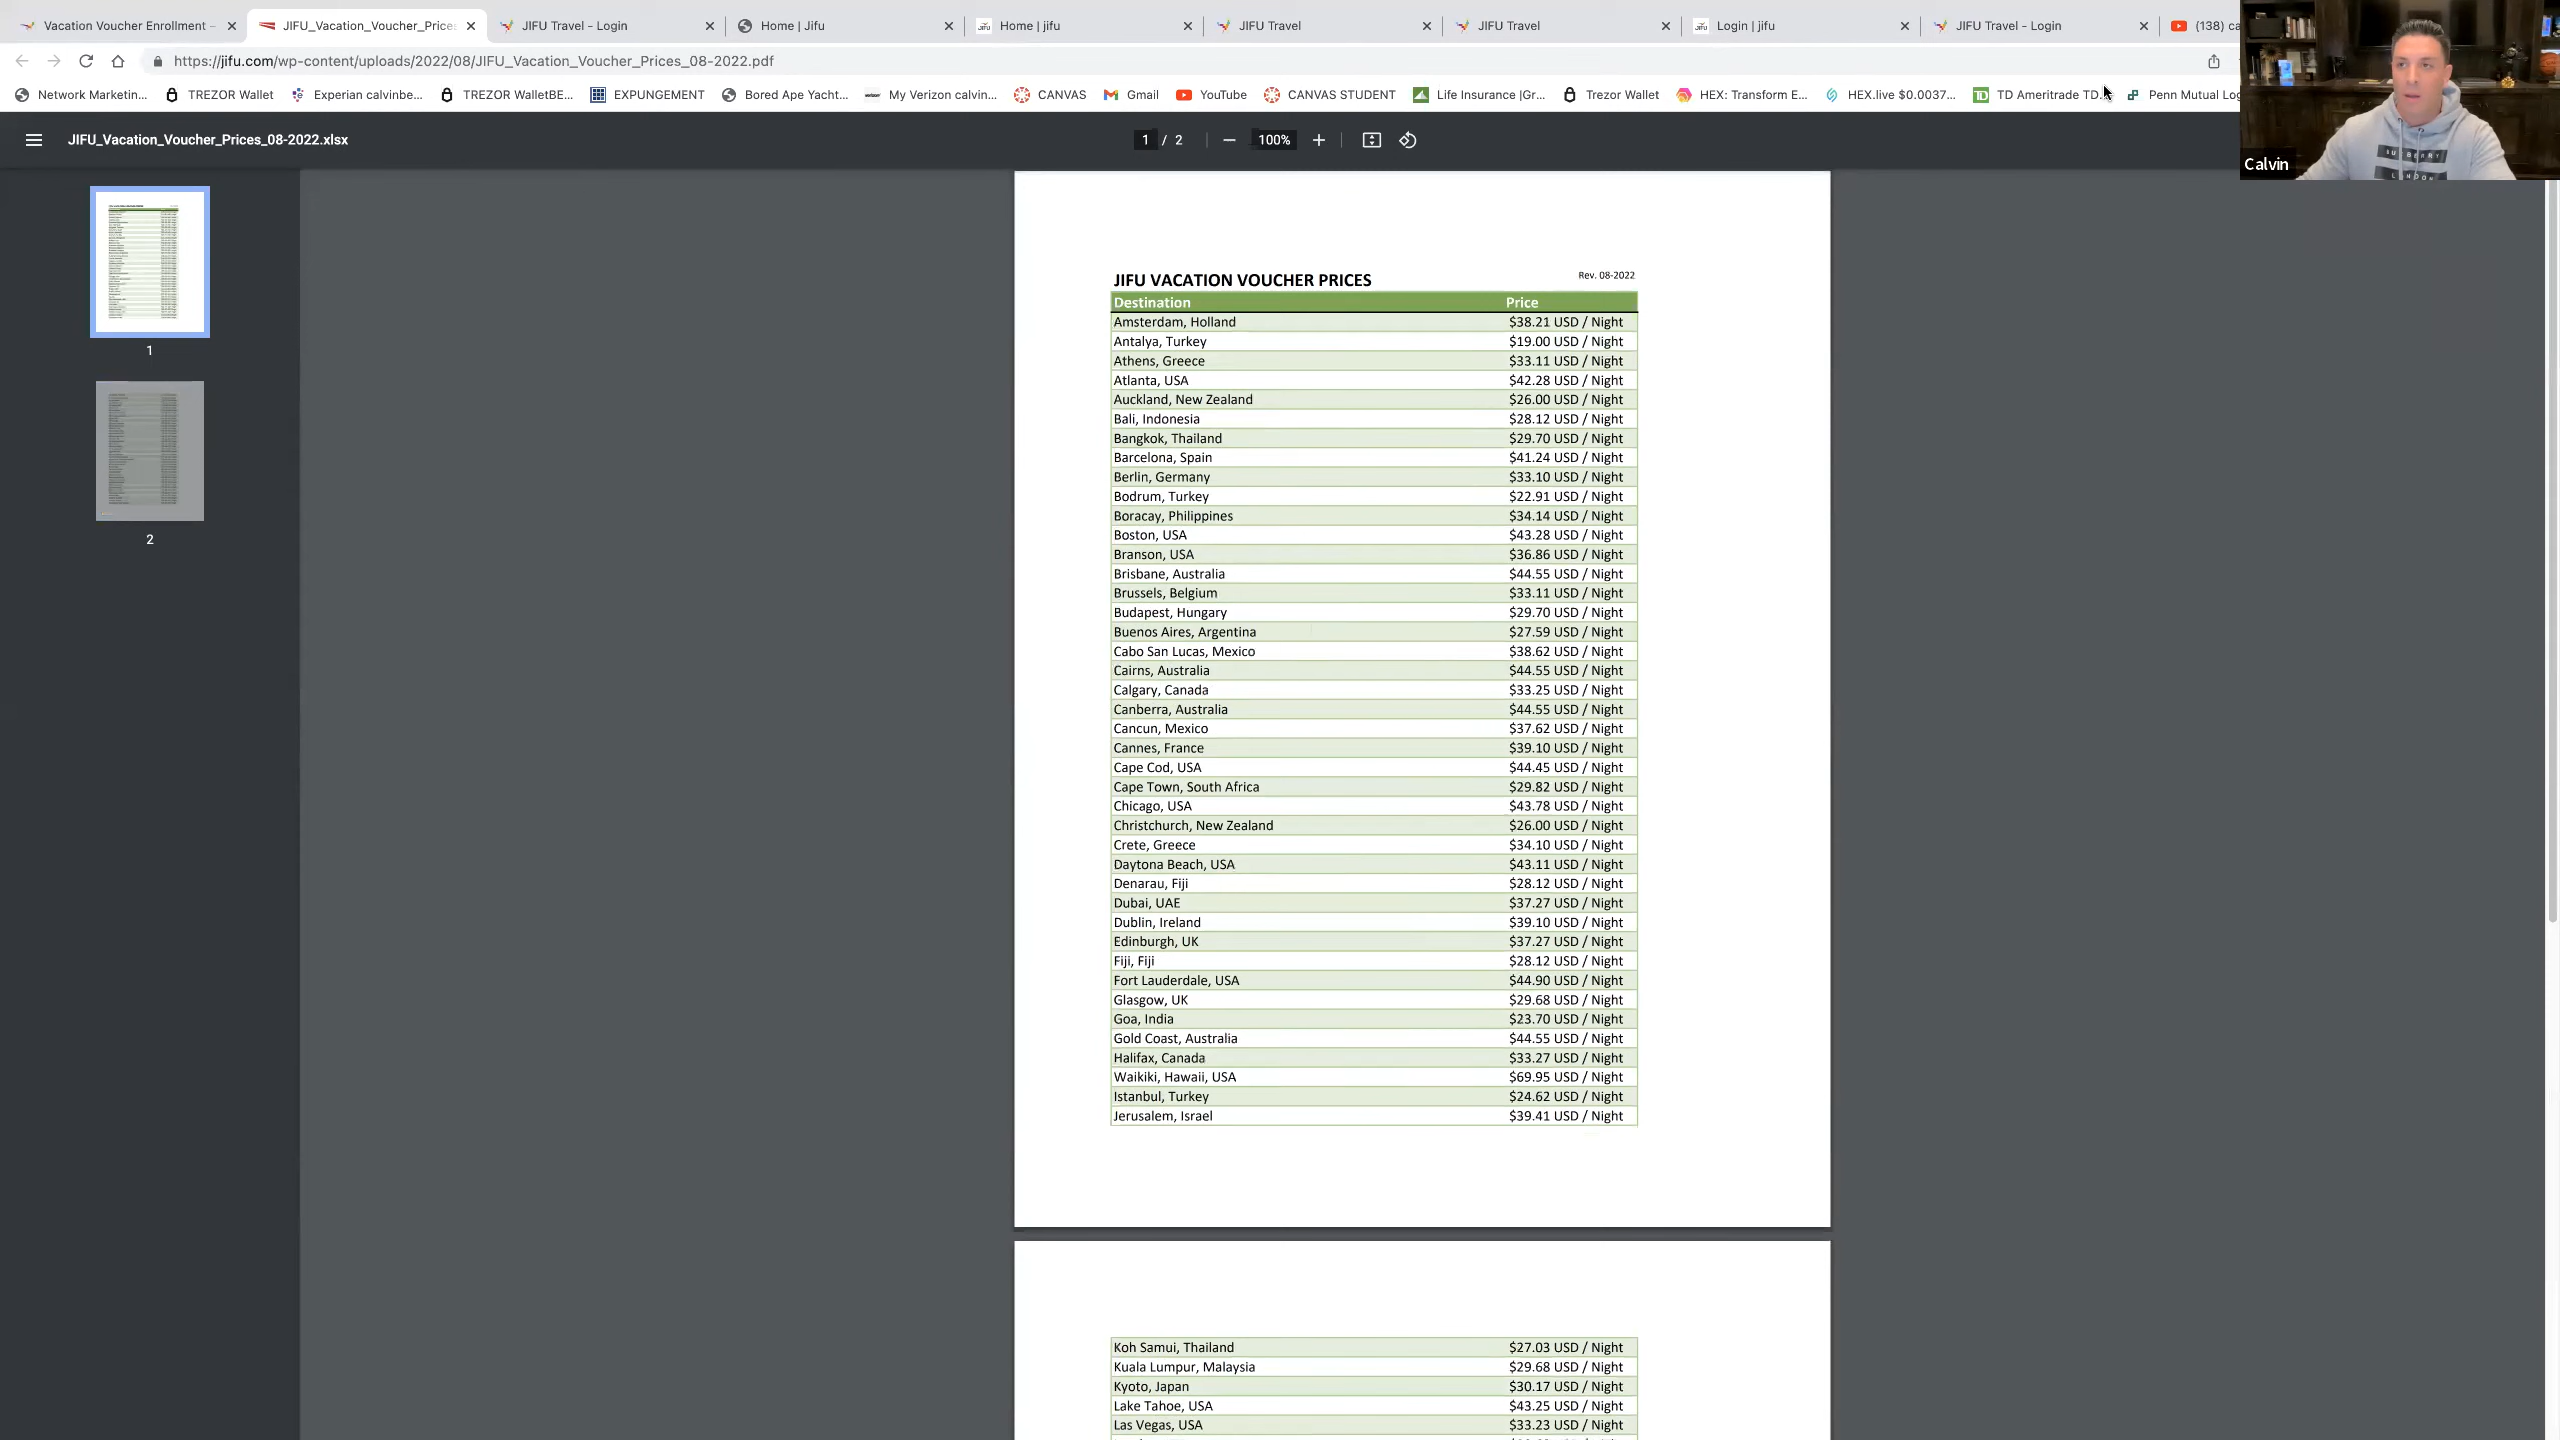 Vacation Voucher Enrollment –
JIFU_Vacation_Voucher_Prices
JIFU Travel - Login
Home | Jifu
Home | jifu
JIFU Travel
JIFU Travel
Login | jifu
JIFU Travel - Login
(138) ca
https://jifu.com/wp-content/uploads/2022/08/JIFU_Vacation_Voucher_Prices_08-2022.pdf
Network Marketin...
TREZOR Wallet
Experian calvinbe...
TREZOR WalletBE...
EXPUNGEMENT
Bored Ape Yacht...
My Verizon calvin...
CANVAS
Gmail
YouTube
CANVAS STUDENT
Life Insurance |Gr...
Trezor Wallet
HEX: Transform E...
HEX.live $0.0037...
TD Ameritrade TD...
Penn Mutual Log
JIFU_Vacation_Voucher_Prices_08-2022.xlsx
1 / 2
100%
Calvin
1
2
JIFU VACATION VOUCHER PRICES
Rev. 08-2022
Destination Price
Amsterdam, Holland $38.21 USD / Night
Antalya, Turkey $19.00 USD / Night
Athens, Greece $33.11 USD / Night
Atlanta, USA $42.28 USD / Night
Auckland, New Zealand $26.00 USD / Night
Bali, Indonesia $28.12 USD / Night
Bangkok, Thailand $29.70 USD / Night
Barcelona, Spain $41.24 USD / Night
Berlin, Germany $33.10 USD / Night
Bodrum, Turkey $22.91 USD / Night
Boracay, Philippines $34.14 USD / Night
Boston, USA $43.28 USD / Night
Branson, USA $36.86 USD / Night
Brisbane, Australia $44.55 USD / Night
Brussels, Belgium $33.11 USD / Night
Budapest, Hungary $29.70 USD / Night
Buenos Aires, Argentina $27.59 USD / Night
Cabo San Lucas, Mexico $38.62 USD / Night
Cairns, Australia $44.55 USD / Night
Calgary, Canada $33.25 USD / Night
Canberra, Australia $44.55 USD / Night
Cancun, Mexico $37.62 USD / Night
Cannes, France $39.10 USD / Night
Cape Cod, USA $44.45 USD / Night
Cape Town, South Africa $29.82 USD / Night
Chicago, USA $43.78 USD / Night
Christchurch, New Zealand $26.00 USD / Night
Crete, Greece $34.10 USD / Night
Daytona Beach, USA $43.11 USD / Night
Denarau, Fiji $28.12 USD / Night
Dubai, UAE $37.27 USD / Night
Dublin, Ireland $39.10 USD / Night
Edinburgh, UK $37.27 USD / Night
Fiji, Fiji $28.12 USD / Night
Fort Lauderdale, USA $44.90 USD / Night
Glasgow, UK $29.68 USD / Night
Goa, India $23.70 USD / Night
Gold Coast, Australia $44.55 USD / Night
Halifax, Canada $33.27 USD / Night
Waikiki, Hawaii, USA $69.95 USD / Night
Istanbul, Turkey $24.62 USD / Night
Jerusalem, Israel $39.41 USD / Night
Koh Samui, Thailand $27.03 USD / Night
Kuala Lumpur, Malaysia $29.68 USD / Night
Kyoto, Japan $30.17 USD / Night
Lake Tahoe, USA $43.25 USD / Night
Las Vegas, USA $33.23 USD / Night